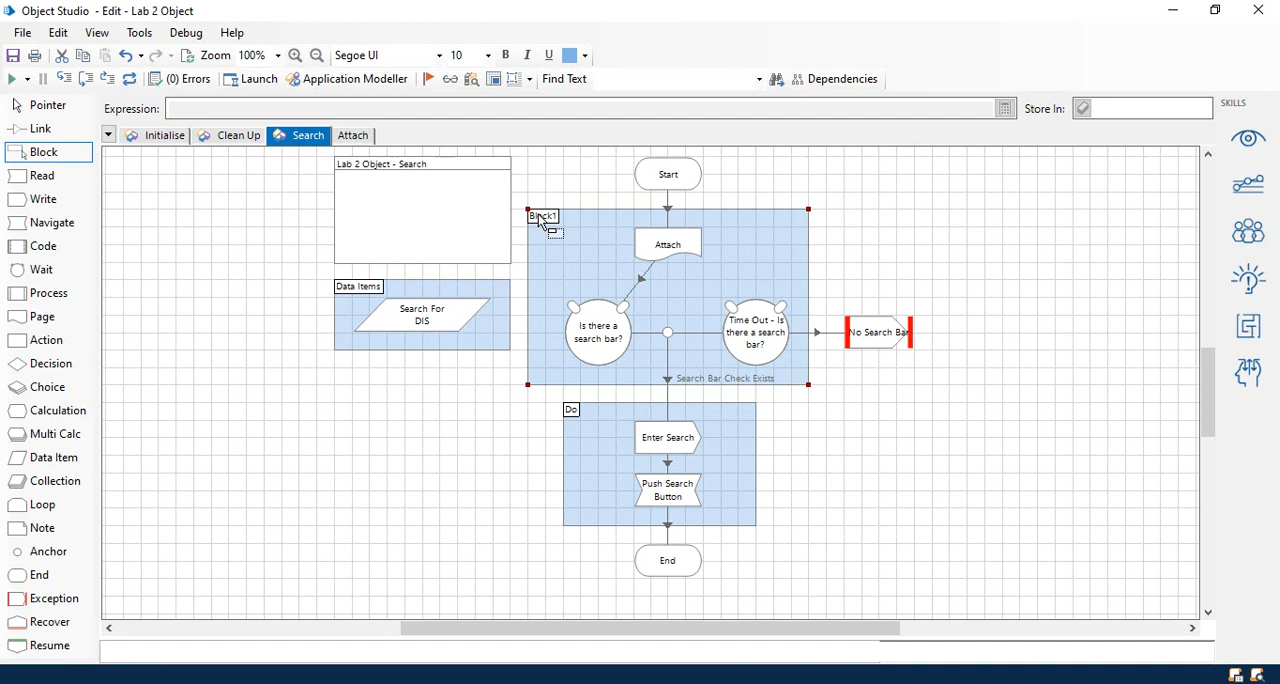 Object Studio - Edit - Lab 2 Object
File Edit View Tools Debug Help
Zoom 100% Segoe UI 10 B I U
(0) Errors Launch Application Modeller Find Text Dependencies
Pointer
Link
Block
Read
Write
Navigate
Code
Wait
Process
Page
Action
Decision
Choice
Calculation
Multi Calc
Data Item
Collection
Loop
Note
Anchor
End
Exception
Recover
Resume
Expression: Store In:
Initialise Clean Up Search Attach
Lab 2 Object - Search
Data Items
Search For
DIS
Start
Block1
Attach
Is there a
search bar?
Time Out - Is
there a search
bar?
No Search Bar
Search Bar Check Exists
Do
Enter Search
Push Search
Button
End
SKILLS